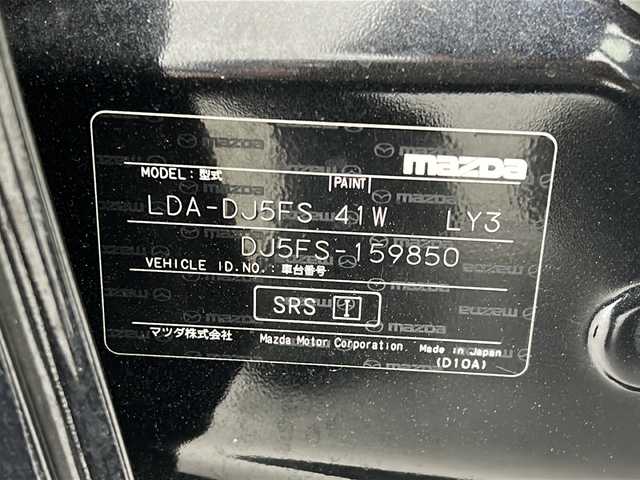 mazda
MODEL: 型式 PAINT
LDA-DJ5FS 41W LY3
DJ5FS-159850
VEHICLE ID.NO.: 車台番号
SRS
マツダ株式会社 Mazda Motor Corporation Made in Japan
(D10A)